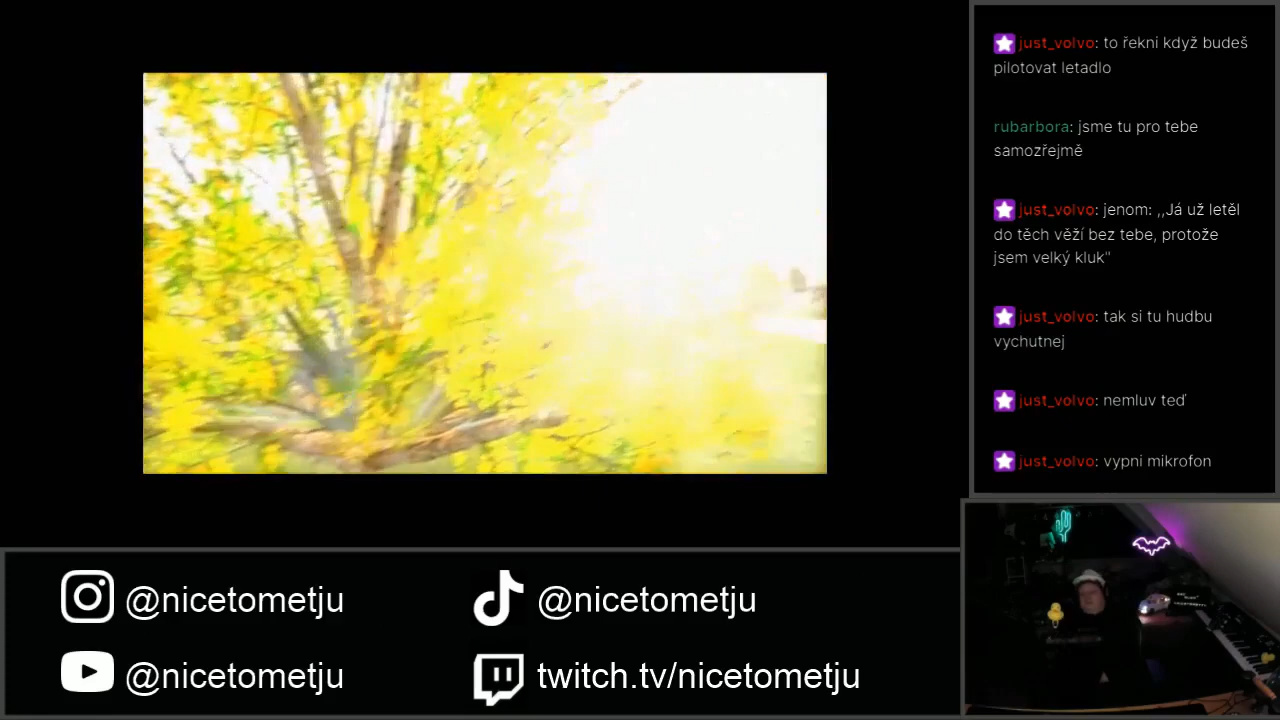 just_volvo: to řekni když budeš
pilotovat letadlo
rubarbora: jsme tu pro tebe
samozřejmě
just_volvo: jenom: ,,Já už letěl
do těch věží bez tebe, protože
jsem velký kluk"
just_volvo: tak si tu hudbu
vychutnej
just_volvo: nemluv teď
just_volvo: vypni mikrofon
@nicetometju
@nicetometju
@nicetometju
twitch.tv/nicetometju